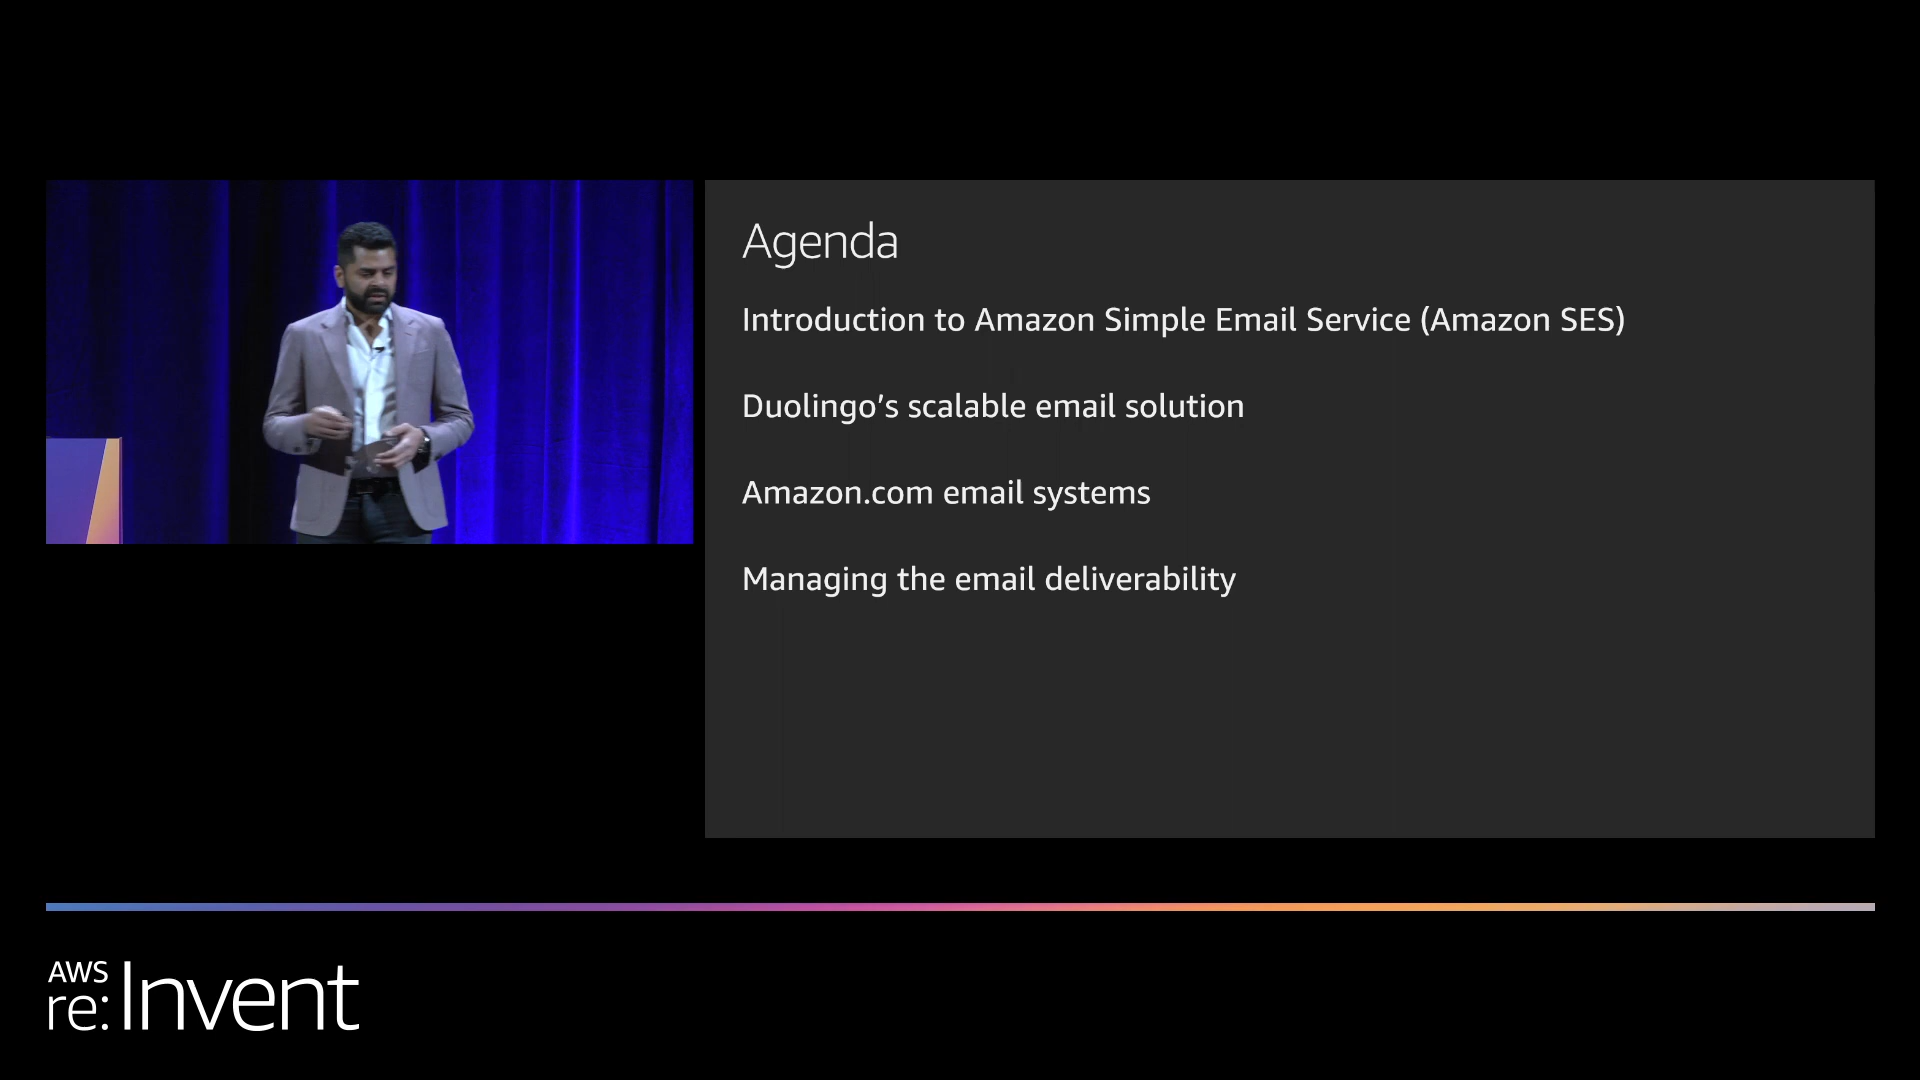 Agenda
Introduction to Amazon Simple Email Service (Amazon SES)
Duolingo's scalable email solution
Amazon.com email systems
Managing the email deliverability
AWS
re:Invent